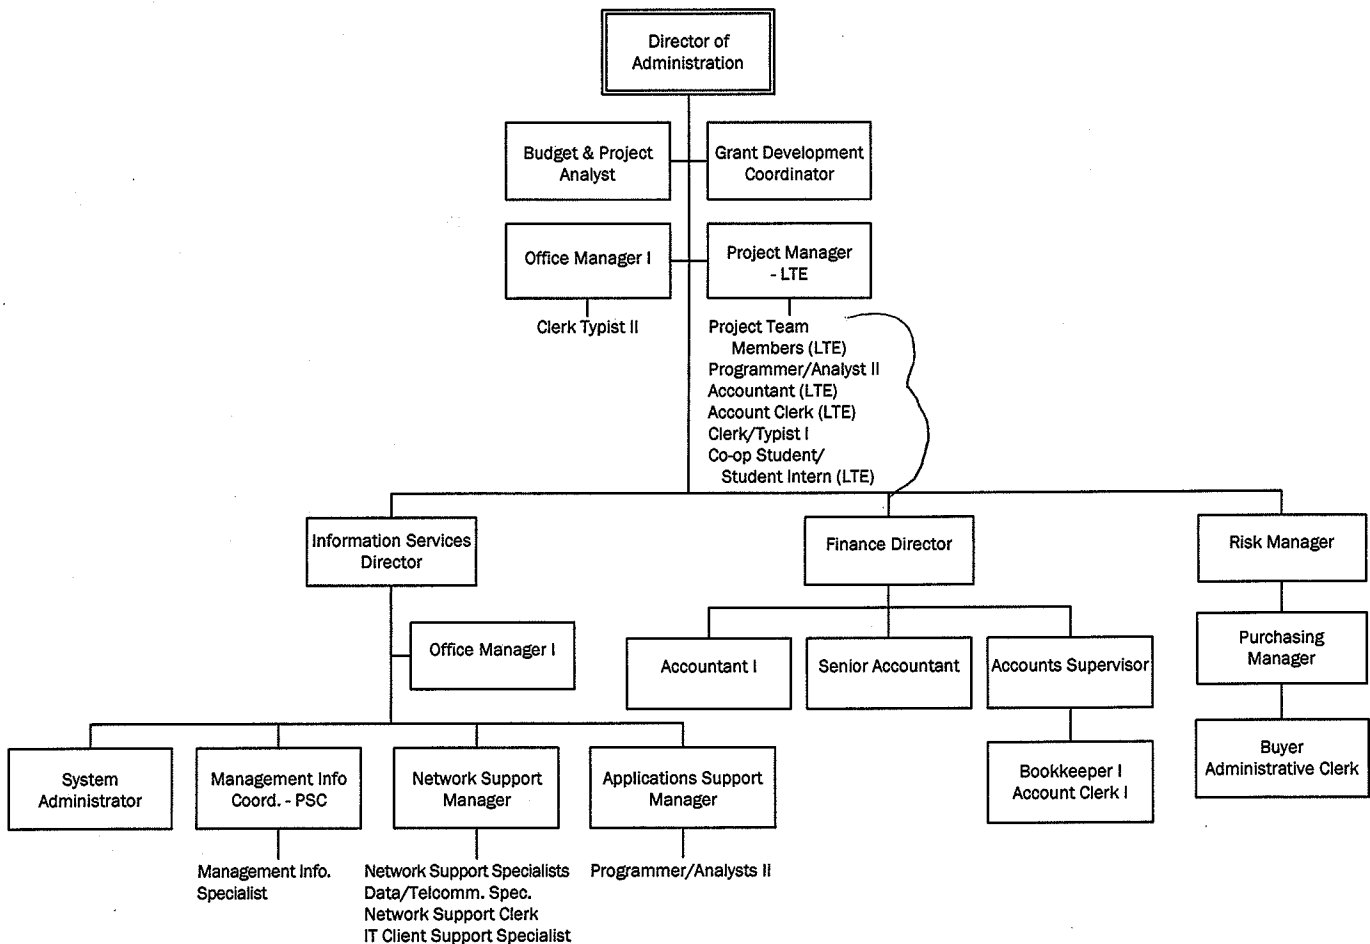 Director of
Administration
Budget & Project
Analyst
Grant Development
Coordinator
Office Manager I
Project Manager
- LTE
Clerk Typist II
Project Team
Members (LTE)
Programmer/Analyst II
Accountant (LTE)
Account Clerk (LTE)
Clerk/Typist I
Co-op Student/
Student Intern (LTE)
Information Services
Director
Finance Director
Risk Manager
Office Manager I
Accountant I
Senior Accountant
Accounts Supervisor
Purchasing
Manager
System
Administrator
Management Info
Coord. - PSC
Network Support
Manager
Applications Support
Manager
Bookkeeper I
Account Clerk I
Buyer
Administrative Clerk
Management Info.
Specialist
Network Support Specialists
Data/Telcomm. Spec.
Network Support Clerk
IT Client Support Specialist
Programmer/Analysts II